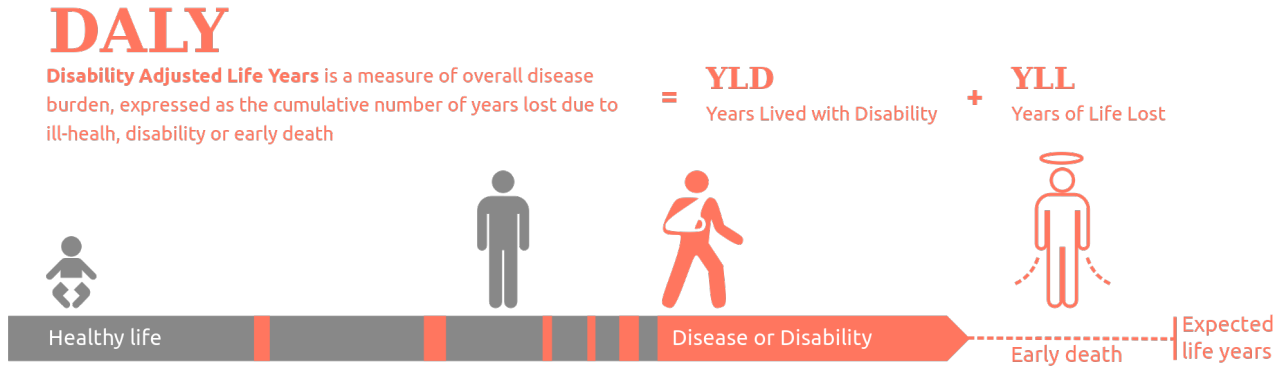 DALY
Disability Adjusted Life Years is a measure of overall disease
burden, expressed as the cumulative number of years lost due to
ill-healh, disability or early death
=
YLD
Years Lived with Disability
+
YLL
Years of Life Lost
Healthy life
Disease or Disability
Early death
Expected
life years